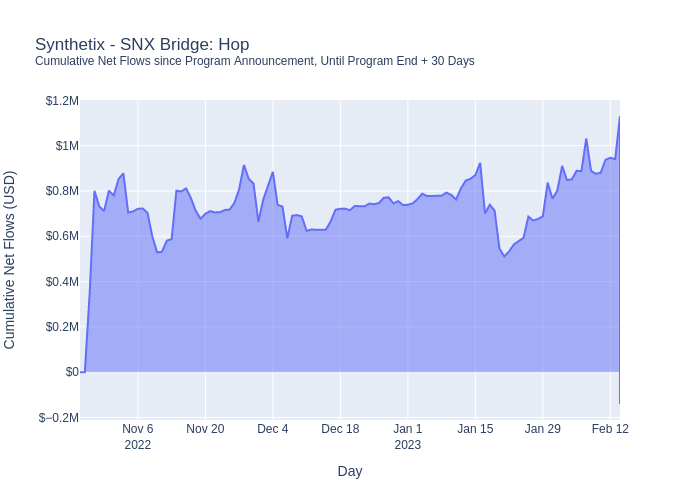 Synthetix - SNX Bridge: Hop
Cumulative Net Flows since Program Announcement, Until Program End + 30 Days
Cumulative Net Flows (USD)
$1.2M
$1M
$0.8M
$0.6M
$0.4M
$0.2M
$0
$−0.2M
Nov 6
2022
Nov 20
Dec 4
Dec 18
Jan 1
2023
Jan 15
Jan 29
Feb 12
Day